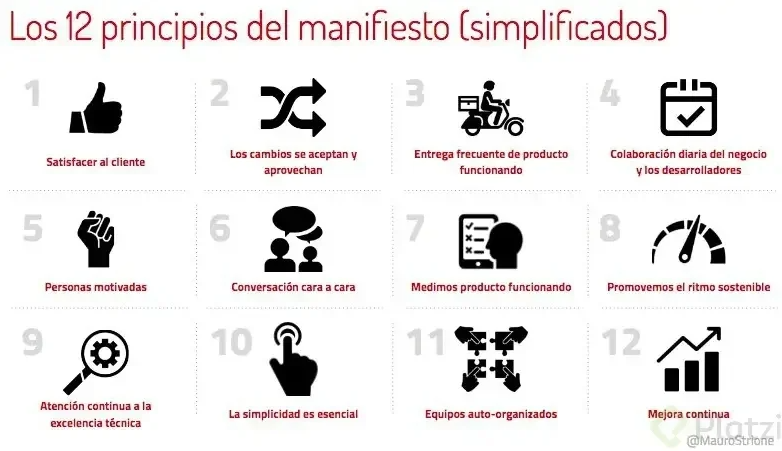 Los 12 principios del manifiesto (simplificados)
1
Satisfacer al cliente
2
Los cambios se aceptan y
aprovechan
3
Entrega frecuente de producto
funcionando
4
Colaboración diaria del negocio
y los desarrolladores
5
Personas motivadas
6
Conversación cara a cara
7
Medimos producto funcionando
8
Promovemos el ritmo sostenible
9
Atención continua a la
excelencia técnica
10
La simplicidad es esencial
11
Equipos auto-organizados
12
Mejora continua
Platzi
@MauroStrione